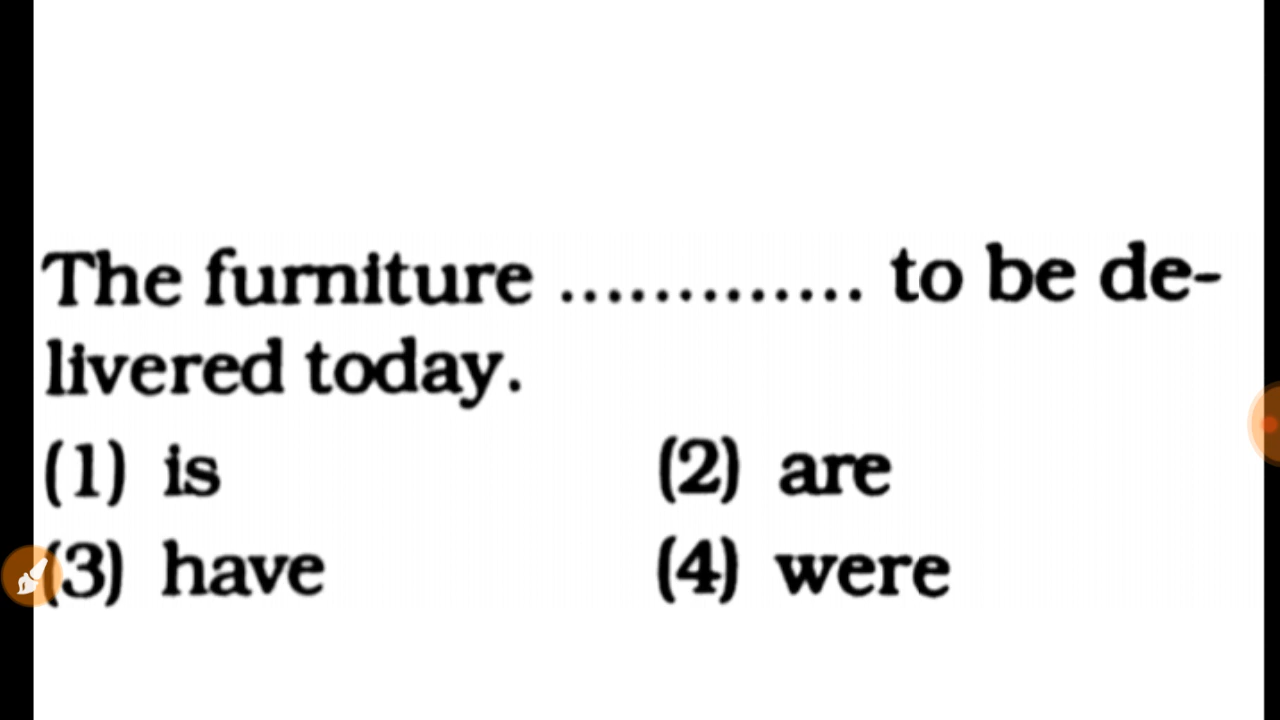 The furniture ............. to be de-
livered today.
(1) is (2) are
(3) have (4) were